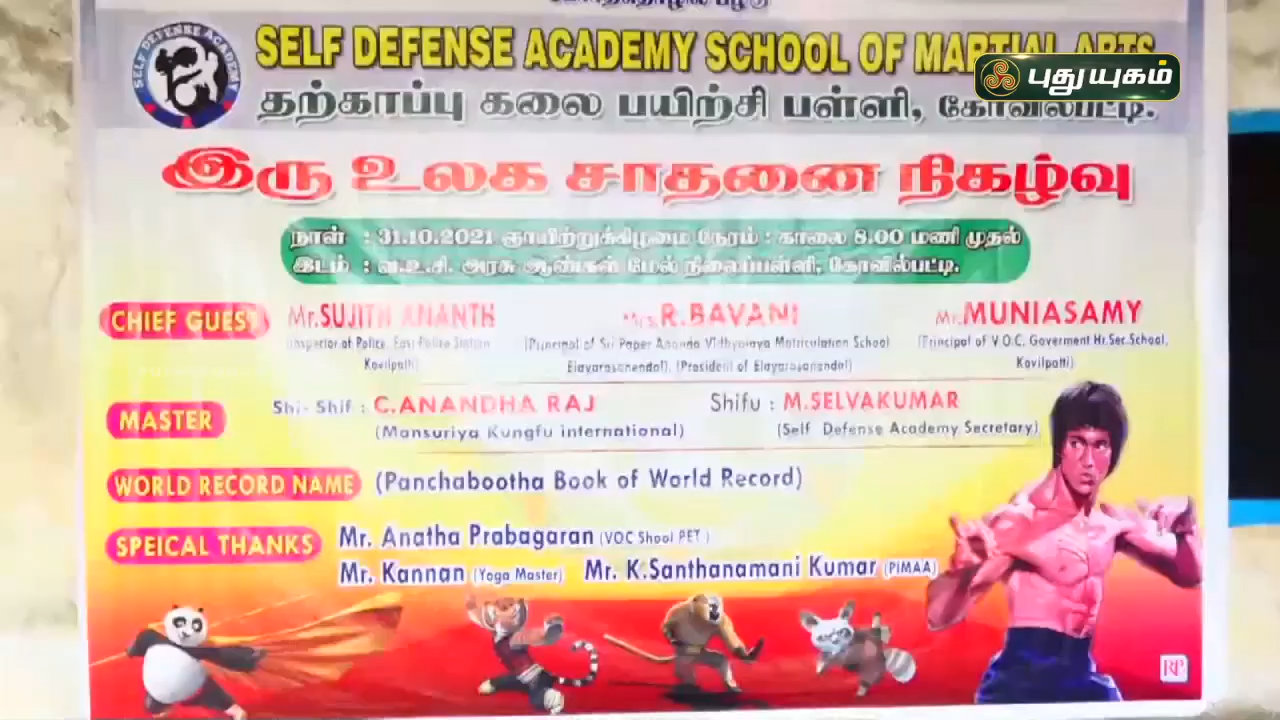 SELF DEFENSE ACADEMY
SELF DEFENSE ACADEMY SCHOOL OF MARTIAL ARTS
புதுயுகம்
தற்காப்பு கலை பயிற்சி பள்ளி, கோவில்பட்டி.
இரு உலக சாதனை நிகழ்வு
நாள் : 31.10.2021 ஞாயிற்றுக்கிழமை நேரம் : காலை 8.00 மணி முதல்
இடம் : வ.உ.சி. அரசு ஆண்கள் மேல் நிலைப்பள்ளி, கோவில்பட்டி.
CHIEF GUEST
Mr.SUJITH ANANTH
Mrs.R.BAVANI
Mr.MUNIASAMY
(Inspector of Police, East Police Station
Kovilpatti)
(Principal of Sri Paper Ananda Vidhyalaya Matriculation School
Elayarasanendal), (President of Elayarasanendal)
(Principal of V.O.C, Goverment Hr.Sec.School,
Kovilpatti)
MASTER
Shi- Shif : C.ANANDHA RAJ
(Mansuriya Kungfu international)
Shifu : M.SELVAKUMAR
(Self Defense Academy Secretary)
WORLD RECORD NAME (Panchabootha Book of World Record)
SPEICAL THANKS
Mr. Anatha Prabagaran (VOC Shool PET )
Mr. Kannan (Yoga Master) Mr. K.Santhanamani Kumar (PIMAA)
RP